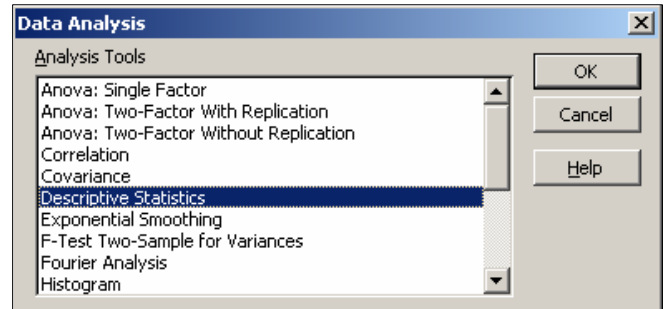 Data Analysis
Analysis Tools
Anova: Single Factor
Anova: Two-Factor With Replication
Anova: Two-Factor Without Replication
Correlation
Covariance
Descriptive Statistics
Exponential Smoothing
F-Test Two-Sample for Variances
Fourier Analysis
Histogram
OK
Cancel
Help